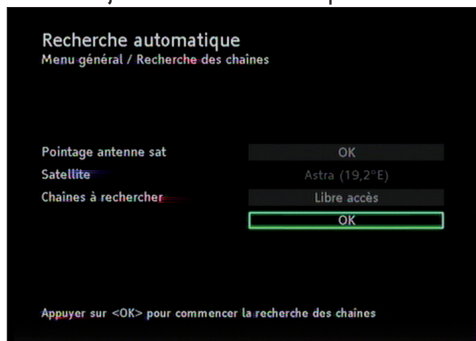 Recherche automatique
Menu général / Recherche des chaînes
Pointage antenne sat OK
Satellite Astra (19,2°E)
Chaînes à rechercher Libre accès
OK
Appuyer sur <OK> pour commencer la recherche des chaînes